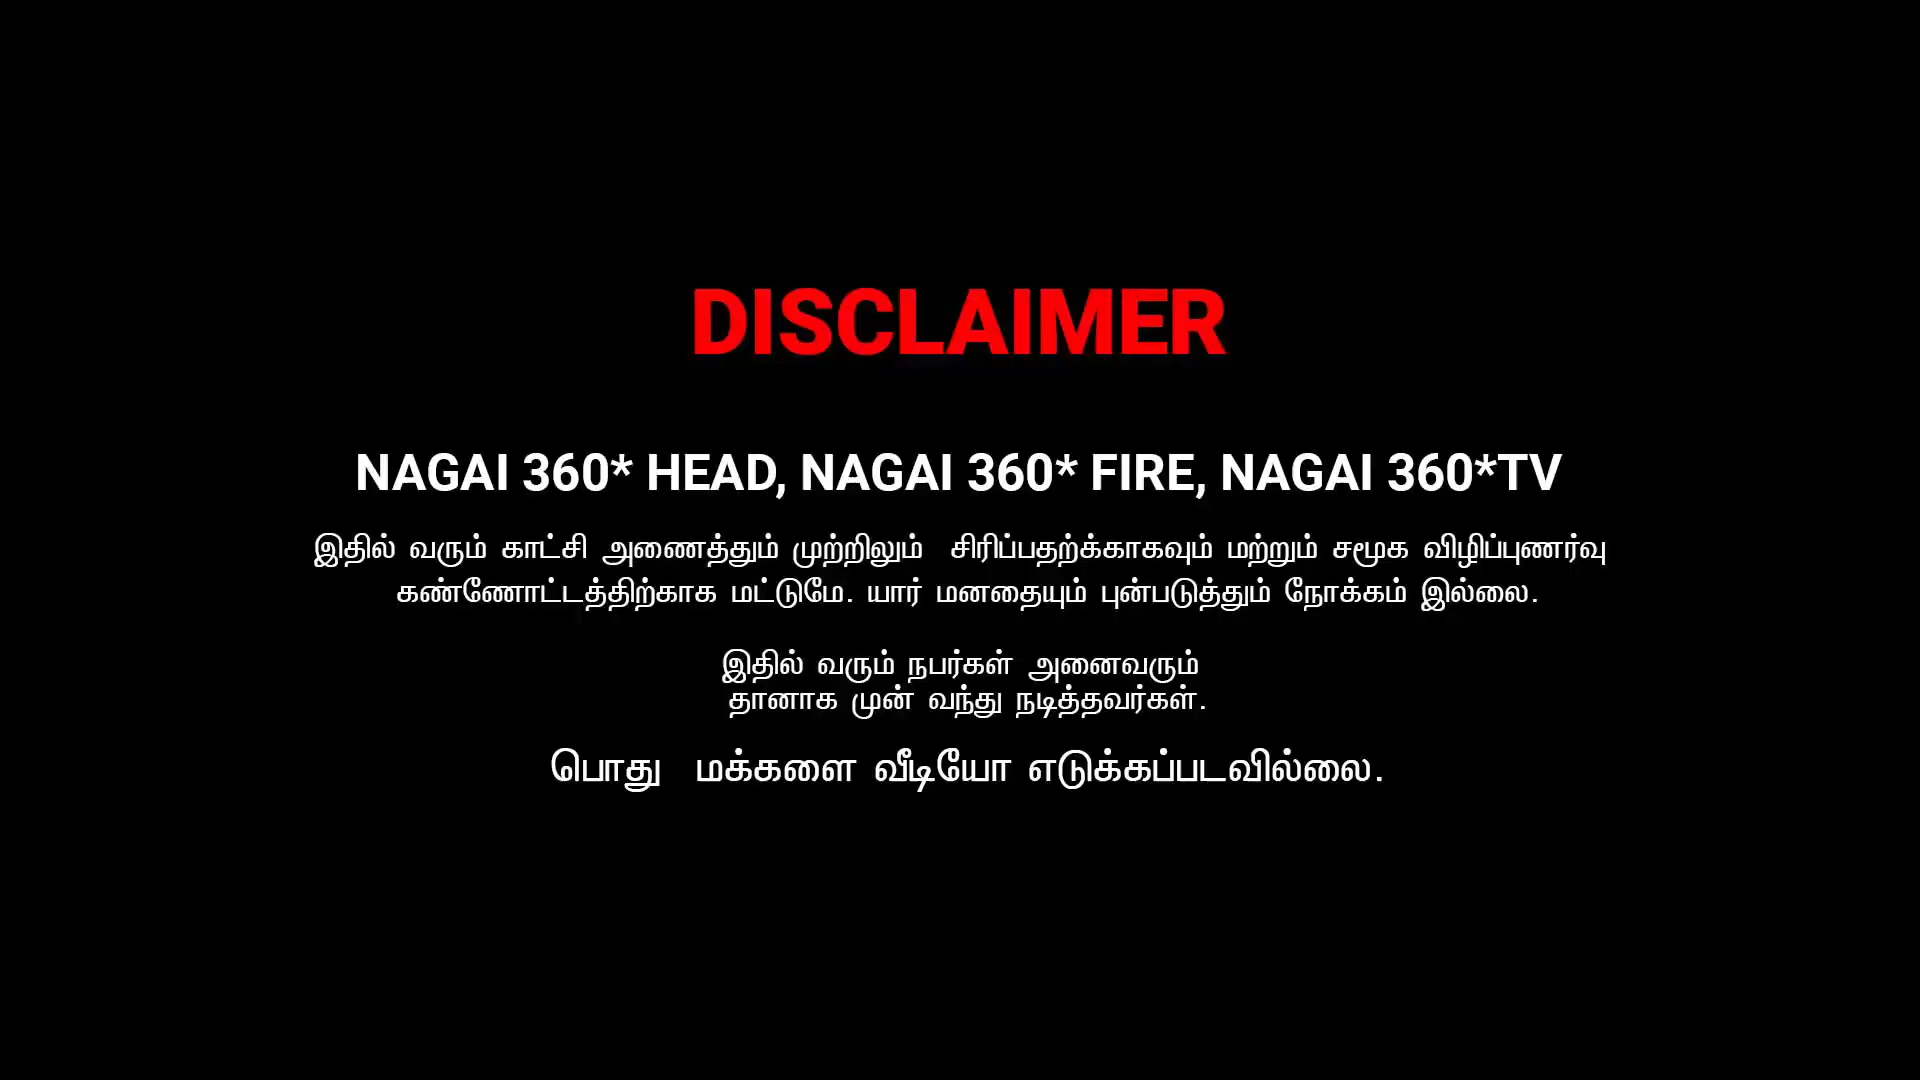 DISCLAIMER
NAGAI 360* HEAD, NAGAI 360* FIRE, NAGAI 360*TV
இதில் வரும் காட்சி அணைத்தும் முற்றிலும் சிரிப்பதற்க்காகவும் மற்றும் சமூக விழிப்புணர்வு
கண்ணோட்டத்திற்காக மட்டுமே. யார் மனதையும் புன்படுத்தும் நோக்கம் இல்லை.
இதில் வரும் நபர்கள் அனைவரும்
தானாக முன் வந்து நடித்தவர்கள்.
பொது மக்களை வீடியோ எடுக்கப்படவில்லை.